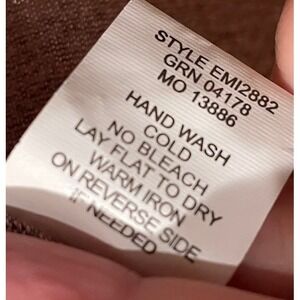 STYLE EMI2882
GRN 04178
MO 13886
HAND WASH
COLD
NO BLEACH
LAY FLAT TO DRY
WARM IRON
ON REVERSE SIDE
IF NEEDED